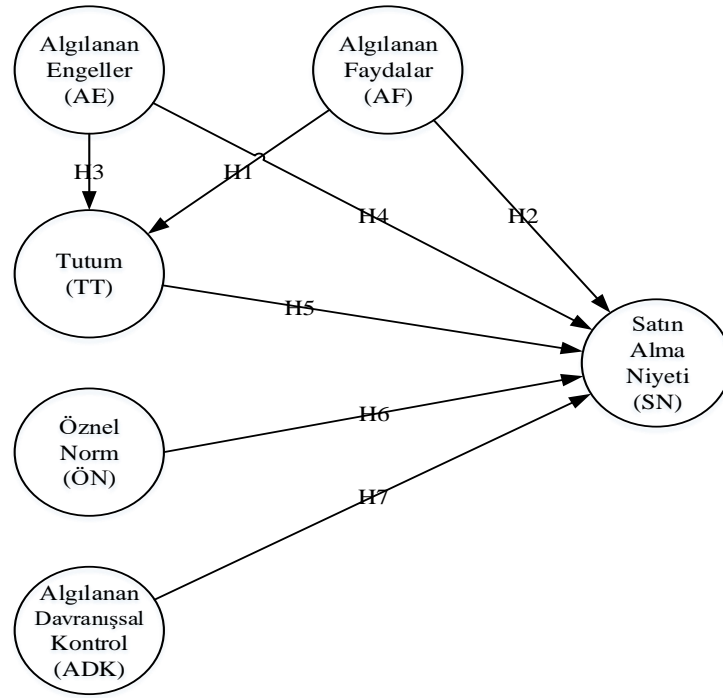 Algılanan
Engeller
(AE)
Algılanan
Faydalar
(AF)
H3
H1
H4
H2
Tutum
(TT)
H5
Satın
Alma
Niyeti
(SN)
Öznel
Norm
(ÖN)
H6
H7
Algılanan
Davranışsal
Kontrol
(ADK)